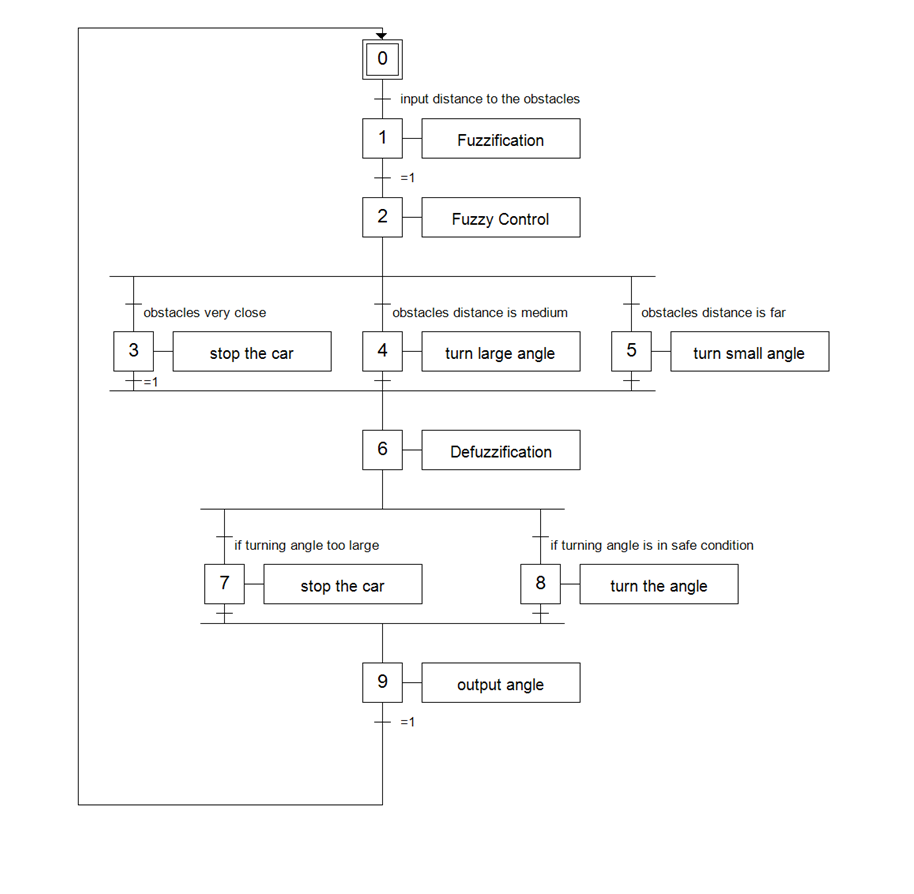 0
input distance to the obstacles
1
Fuzzification
=1
2
Fuzzy Control
obstacles very close
obstacles distance is medium
obstacles distance is far
3
stop the car
4
turn large angle
5
turn small angle
=1
6
Defuzzification
if turning angle too large
if turning angle is in safe condition
7
stop the car
8
turn the angle
9
output angle
=1